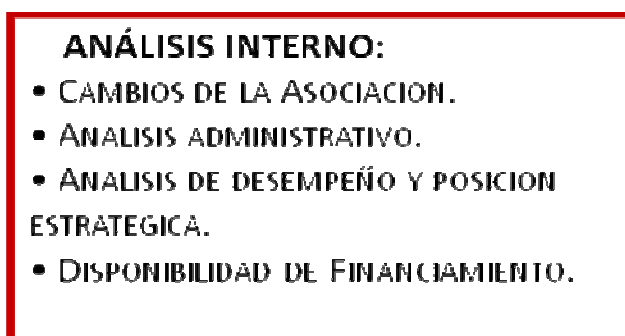 ANÁLISIS INTERNO:
• CAMBIOS DE LA ASOCIACION.
• ANALISIS ADMINISTRATIVO.
• ANALISIS DE DESEMPEÑO Y POSICION
ESTRATEGICA.
• DISPONIBILIDAD DE FINANCIAMIENTO.